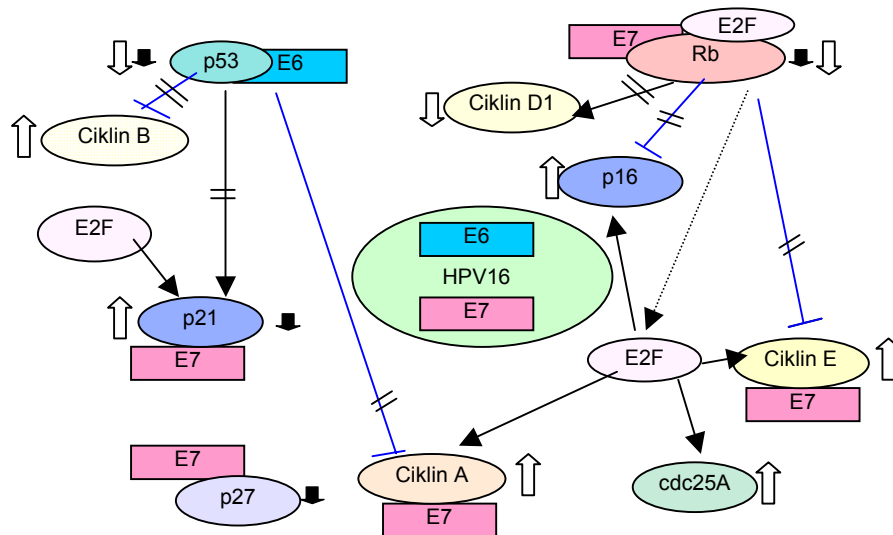 E2F
E7
p53
E6
Rb
Ciklin D1
Ciklin B
p16
E2F
E6
HPV16
E7
p21
E7
E2F
Ciklin E
E7
E7
Ciklin A
cdc25A
p27
E7